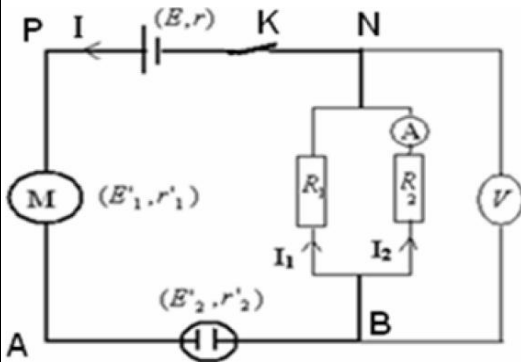 P I (E,r) K N
A
R1 R2
M (E'1,r'1) V
I1 I2
(E'2,r'2)
A B